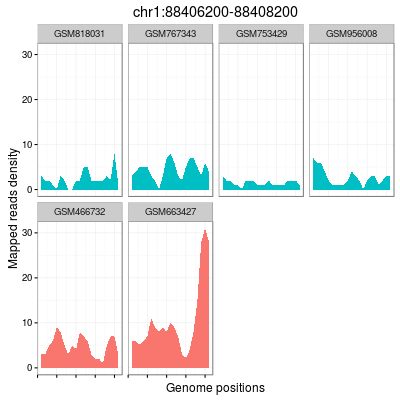 chr1:88406200-88408200
GSM818031 GSM767343 GSM753429 GSM956008
30
20
10
0
GSM466732 GSM663427
30
20
10
0
Mapped reads density
Genome positions